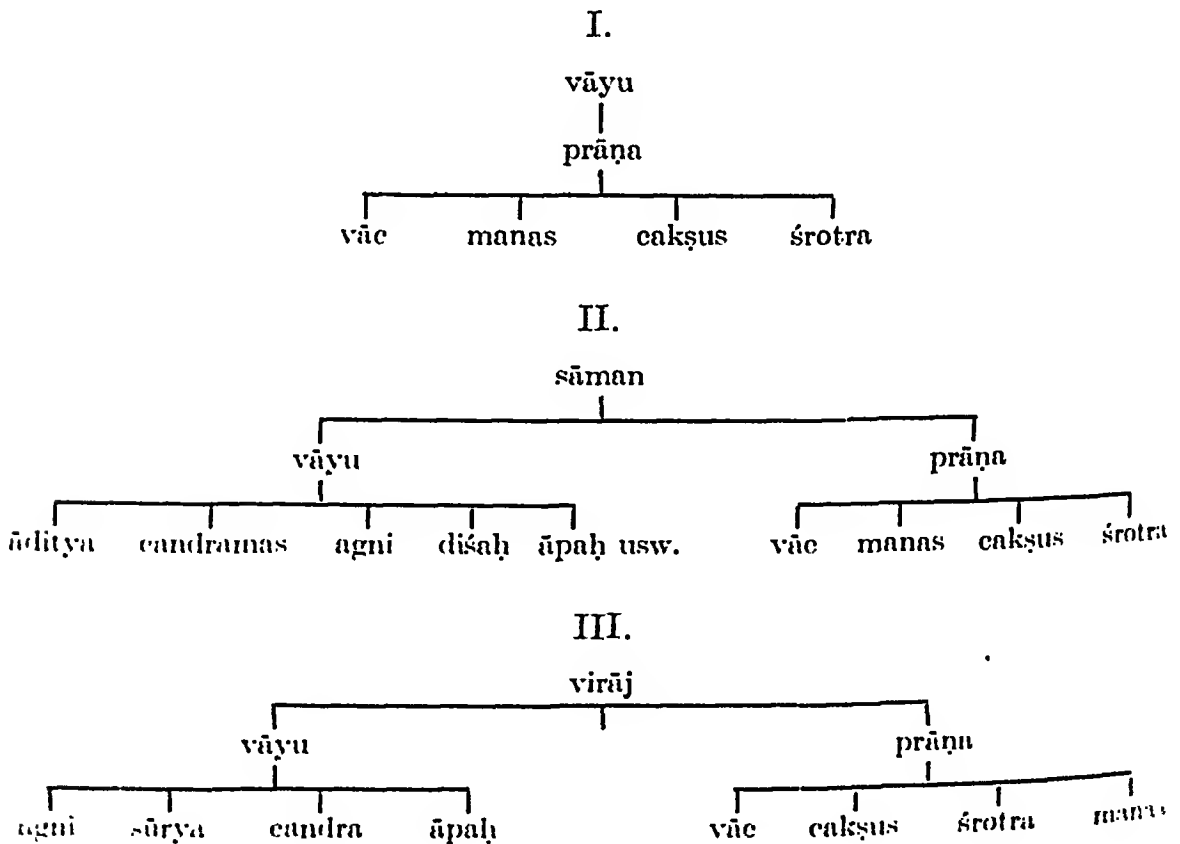 I.
vāyu
prāṇa
vāc manas cakṣus śrotra
II.
sāman
vāyu prāṇa
āditya candramas agni diśaḥ āpaḥ usw. vāc manas cakṣus śrotra
III.
virāj
vāyu prāṇa
agni sūrya candra āpaḥ vāc cakṣus śrotra manas